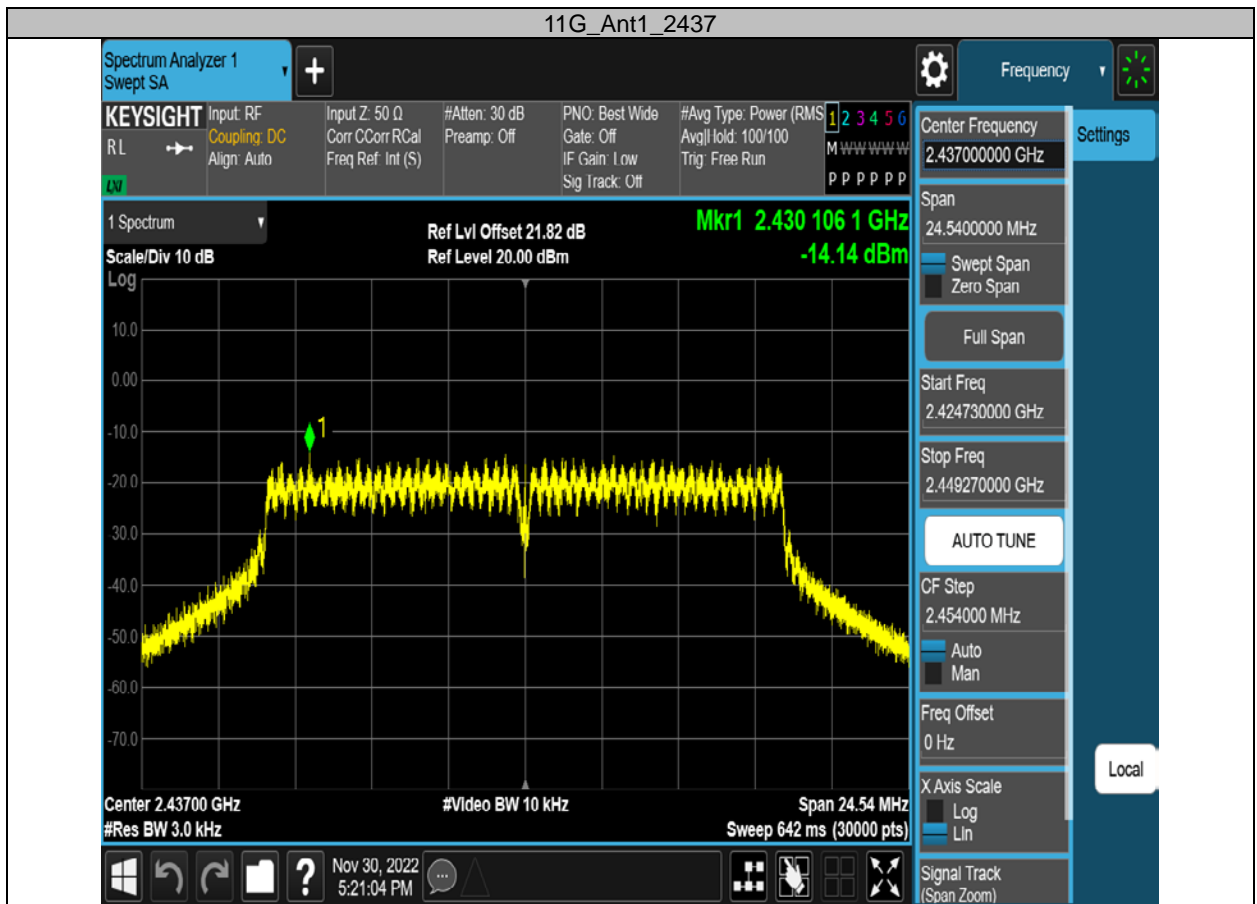 11G_Ant1_2437
Spectrum Analyzer 1
Swept SA
+
Frequency
KEYSIGHT
RL
LXI
Input: RF
Coupling: DC
Align: Auto
Input Z: 50 Ω
Corr CCorr RCal
Freq Ref: Int (S)
#Atten: 30 dB
Preamp: Off
PNO: Best Wide
Gate: Off
IF Gain: Low
Sig Track: Off
#Avg Type: Power (RMS
Avg|Hold: 100/100
Trig: Free Run
1 2 3 4 5 6
M W W W W W
P P P P P P
1 Spectrum
Scale/Div 10 dB
Log
Ref Lvl Offset 21.82 dB
Ref Level 20.00 dBm
Mkr1 2.430 106 1 GHz
-14.14 dBm
10.0
0.00
-10.0
-20.0
-30.0
-40.0
-50.0
-60.0
-70.0
1
Center 2.43700 GHz
#Res BW 3.0 kHz
#Video BW 10 kHz
Span 24.54 MHz
Sweep 642 ms (30000 pts)
Center Frequency
2.437000000 GHz
Settings
Span
24.5400000 MHz
Swept Span
Zero Span
Full Span
Start Freq
2.424730000 GHz
Stop Freq
2.449270000 GHz
AUTO TUNE
CF Step
2.454000 MHz
Auto
Man
Freq Offset
0 Hz
X Axis Scale
Log
Lin
Local
Signal Track
(Span Zoom)
?
Nov 30, 2022
5:21:04 PM